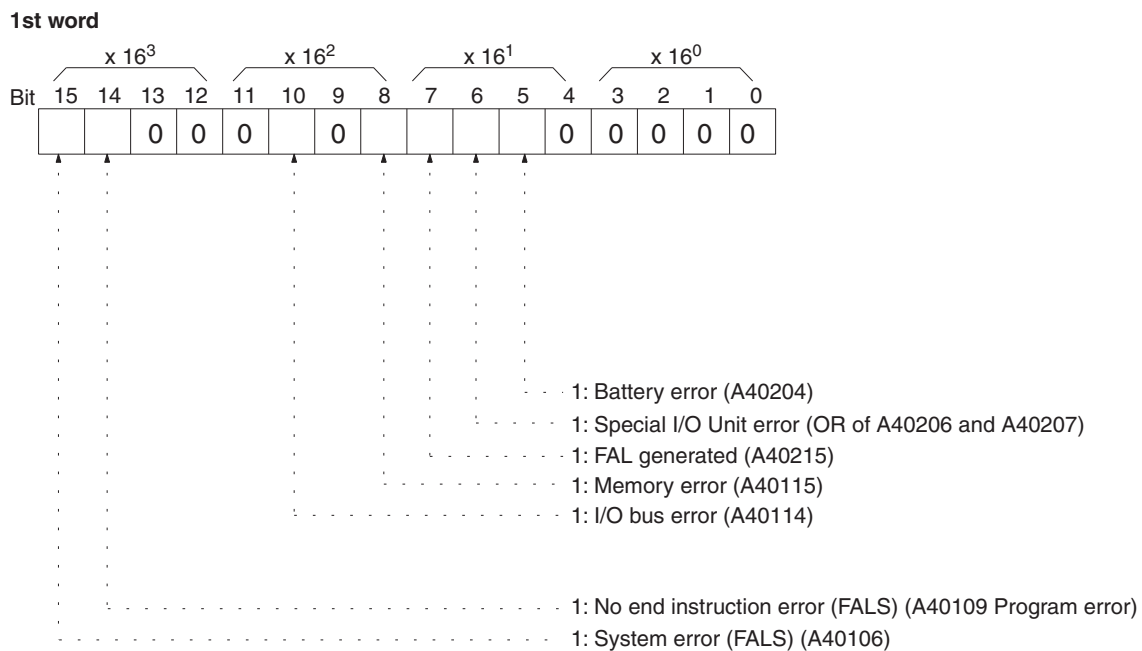 1st word
x 16³ x 16² x 16¹ x 16⁰
Bit 15 14 13 12 11 10 9 8 7 6 5 4 3 2 1 0
0 0 0 0 0 0 0 0 0
1: Battery error (A40204)
1: Special I/O Unit error (OR of A40206 and A40207)
1: FAL generated (A40215)
1: Memory error (A40115)
1: I/O bus error (A40114)
1: No end instruction error (FALS) (A40109 Program error)
1: System error (FALS) (A40106)